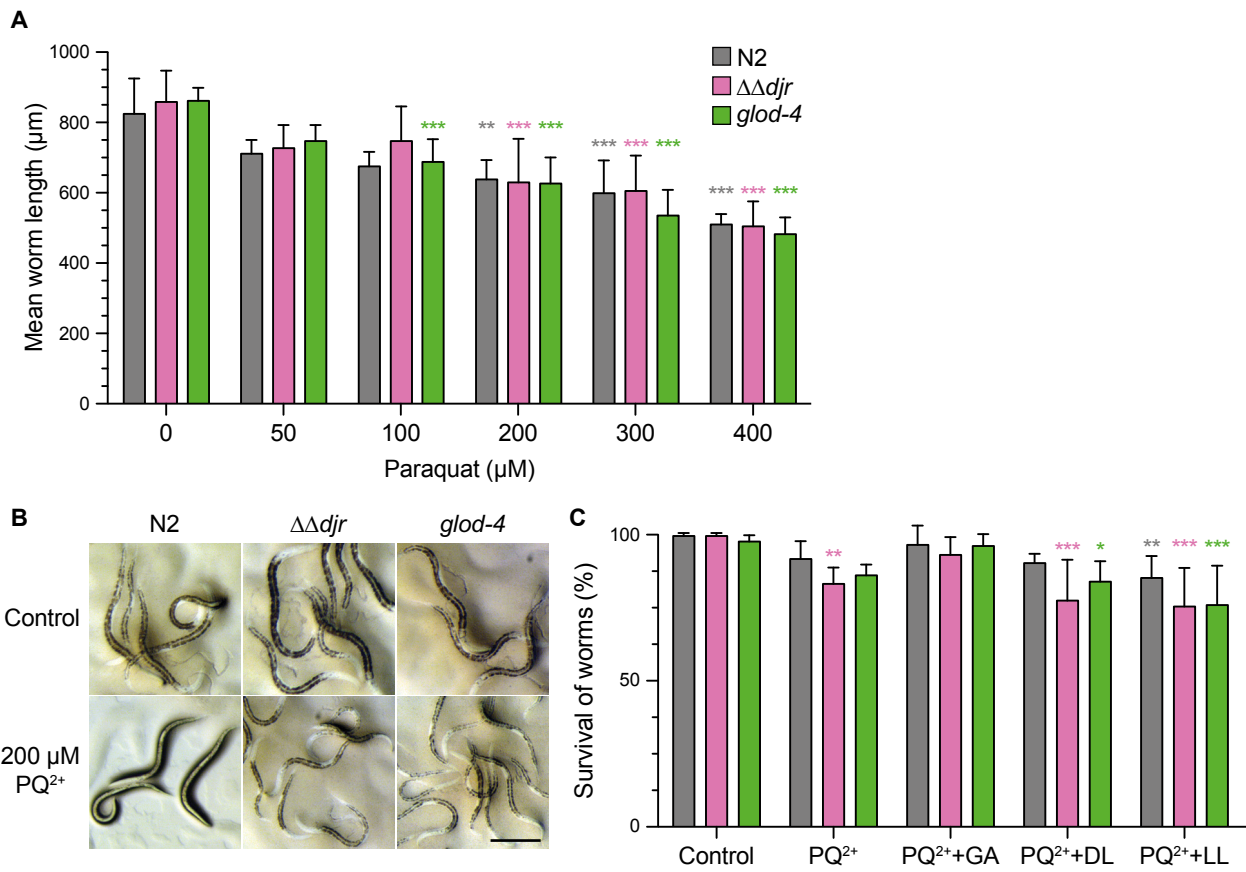 A
1000
800
600
400
200
0
Mean worm length (µm)
N2
ΔΔdjr
glod-4
***
** *** ***
*** *** ***
*** *** ***
0 50 100 200 300 400
Paraquat (µM)
B
N2 ΔΔdjr glod-4
Control
200 µM
PQ²⁺
C
100
50
0
Survival of worms (%)
**
*** *
** *** ***
Control PQ²⁺ PQ²⁺+GA PQ²⁺+DL PQ²⁺+LL